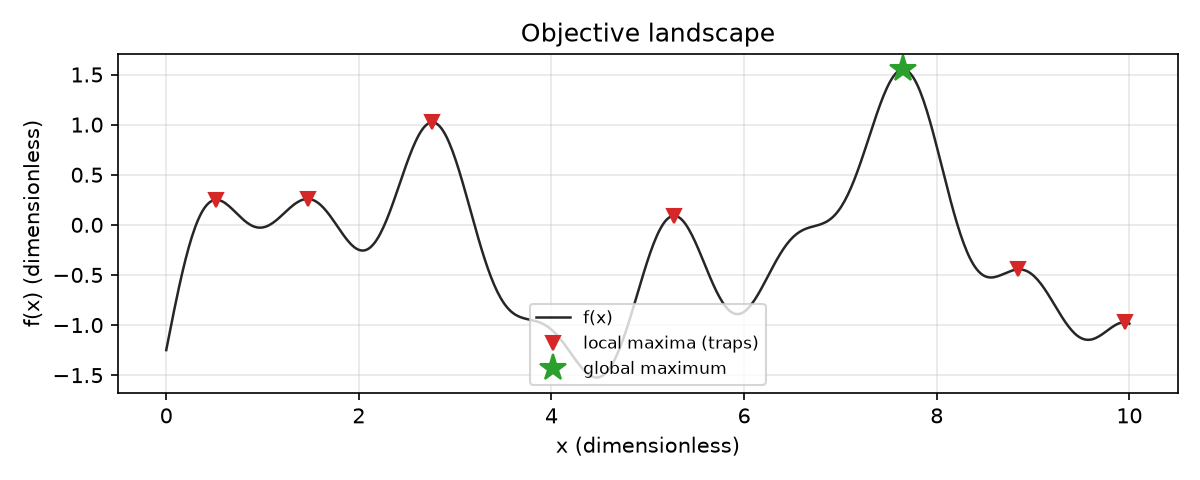 Objective landscape
f(x) (dimensionless)
1.5
1.0
0.5
0.0
−0.5
−1.0
−1.5
f(x)
local maxima (traps)
global maximum
0 2 4 6 8 10
x (dimensionless)